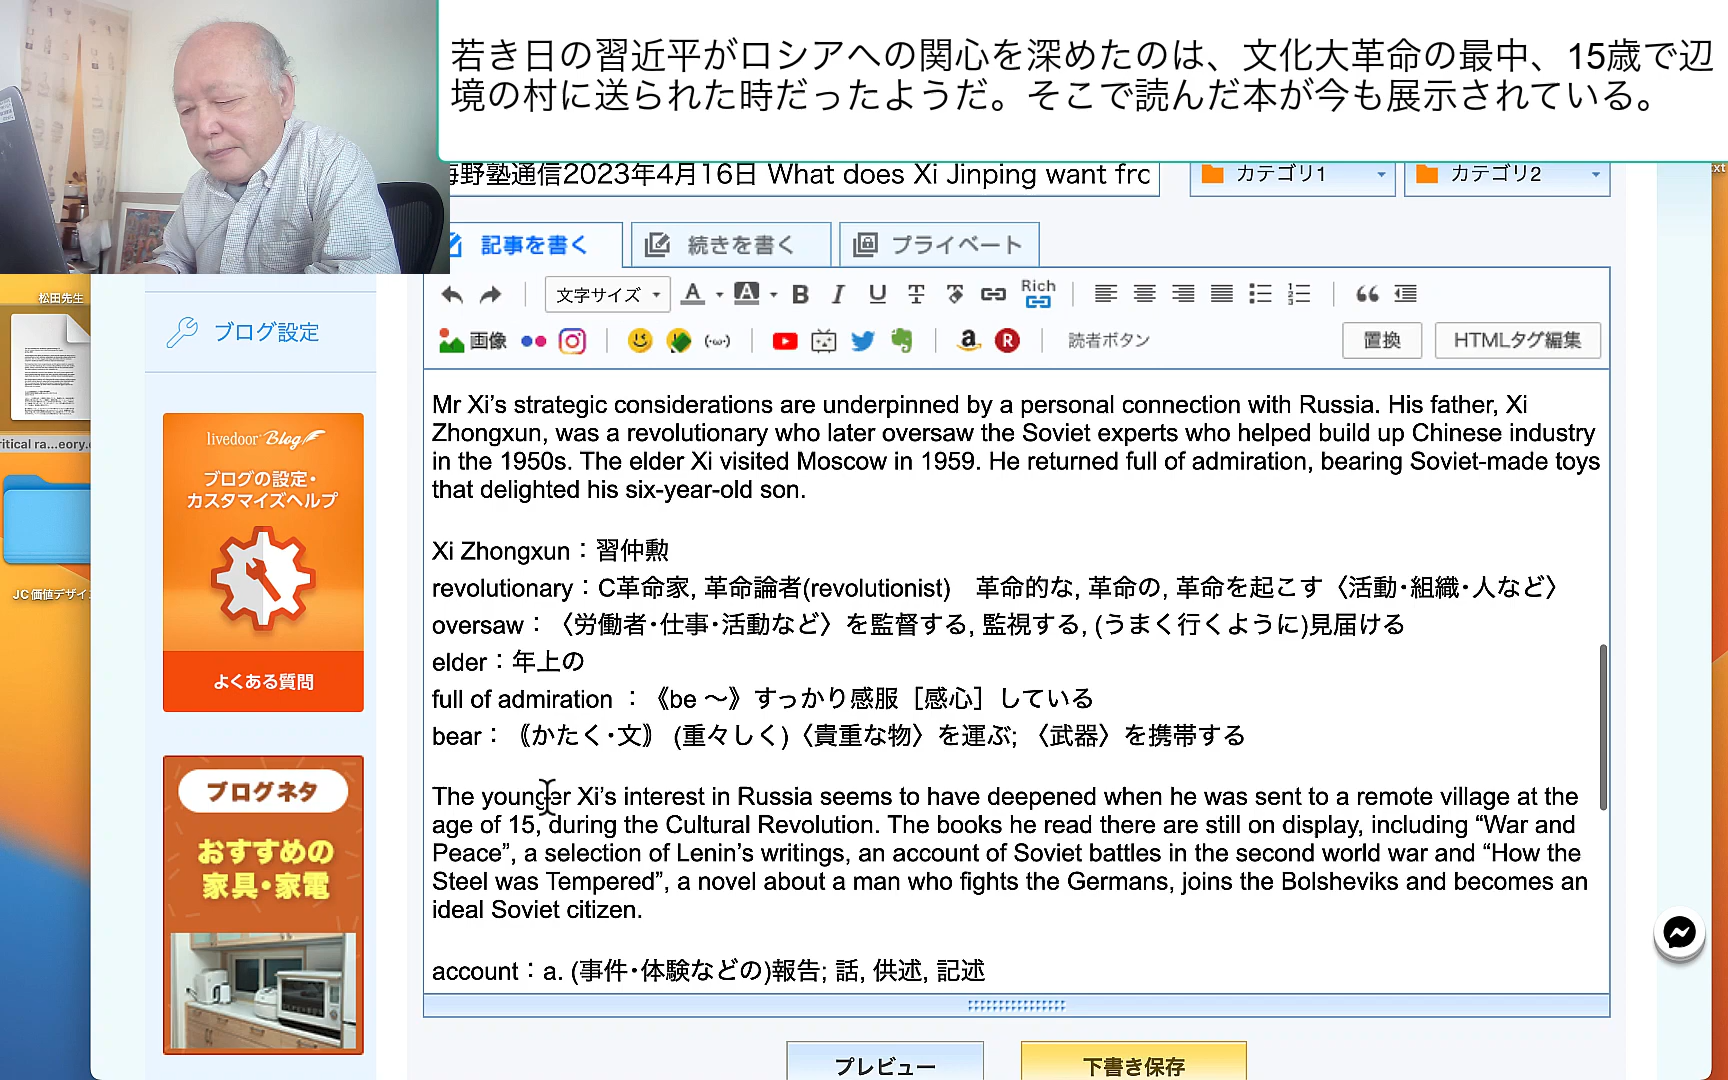 若き日の習近平がロシアへの関心を深めたのは、文化大革命の最中、15歳で辺
境の村に送られた時だったようだ。そこで読んだ本が今も展示されている。
野塾通信2023年4月16日 What does Xi Jinping want fro
カテゴリ1
カテゴリ2
記事を書く
続きを書く
プライベート
文字サイズ
A
A
B
I
U
T
Rich
画像
読者ボタン
置換
HTMLタグ編集
松田先生
ritical ra...eory.
JC 価値デザイ
ブログ設定
livedoor Blog
ブログの設定・
カスタマイズヘルプ
よくある質問
ブログネタ
おすすめの
家具・家電
Mr Xi’s strategic considerations are underpinned by a personal connection with Russia. His father, Xi
Zhongxun, was a revolutionary who later oversaw the Soviet experts who helped build up Chinese industry
in the 1950s. The elder Xi visited Moscow in 1959. He returned full of admiration, bearing Soviet-made toys
that delighted his six-year-old son.
Xi Zhongxun：習仲勲
revolutionary：C革命家, 革命論者(revolutionist)　革命的な, 革命の, 革命を起こす〈活動･組織･人など〉
oversaw：〈労働者･仕事･活動など〉を監督する, 監視する, (うまく行くように)見届ける
elder：年上の
full of admiration ：《be 〜》すっかり感服［感心］している
bear：⦅かたく･文⦆ (重々しく)〈貴重な物〉を運ぶ; 〈武器〉を携帯する
The younger Xi’s interest in Russia seems to have deepened when he was sent to a remote village at the
age of 15, during the Cultural Revolution. The books he read there are still on display, including “War and
Peace”, a selection of Lenin’s writings, an account of Soviet battles in the second world war and “How the
Steel was Tempered”, a novel about a man who fights the Germans, joins the Bolsheviks and becomes an
ideal Soviet citizen.
account：a. (事件･体験などの)報告; 話, 供述, 記述
プレビュー
下書き保存